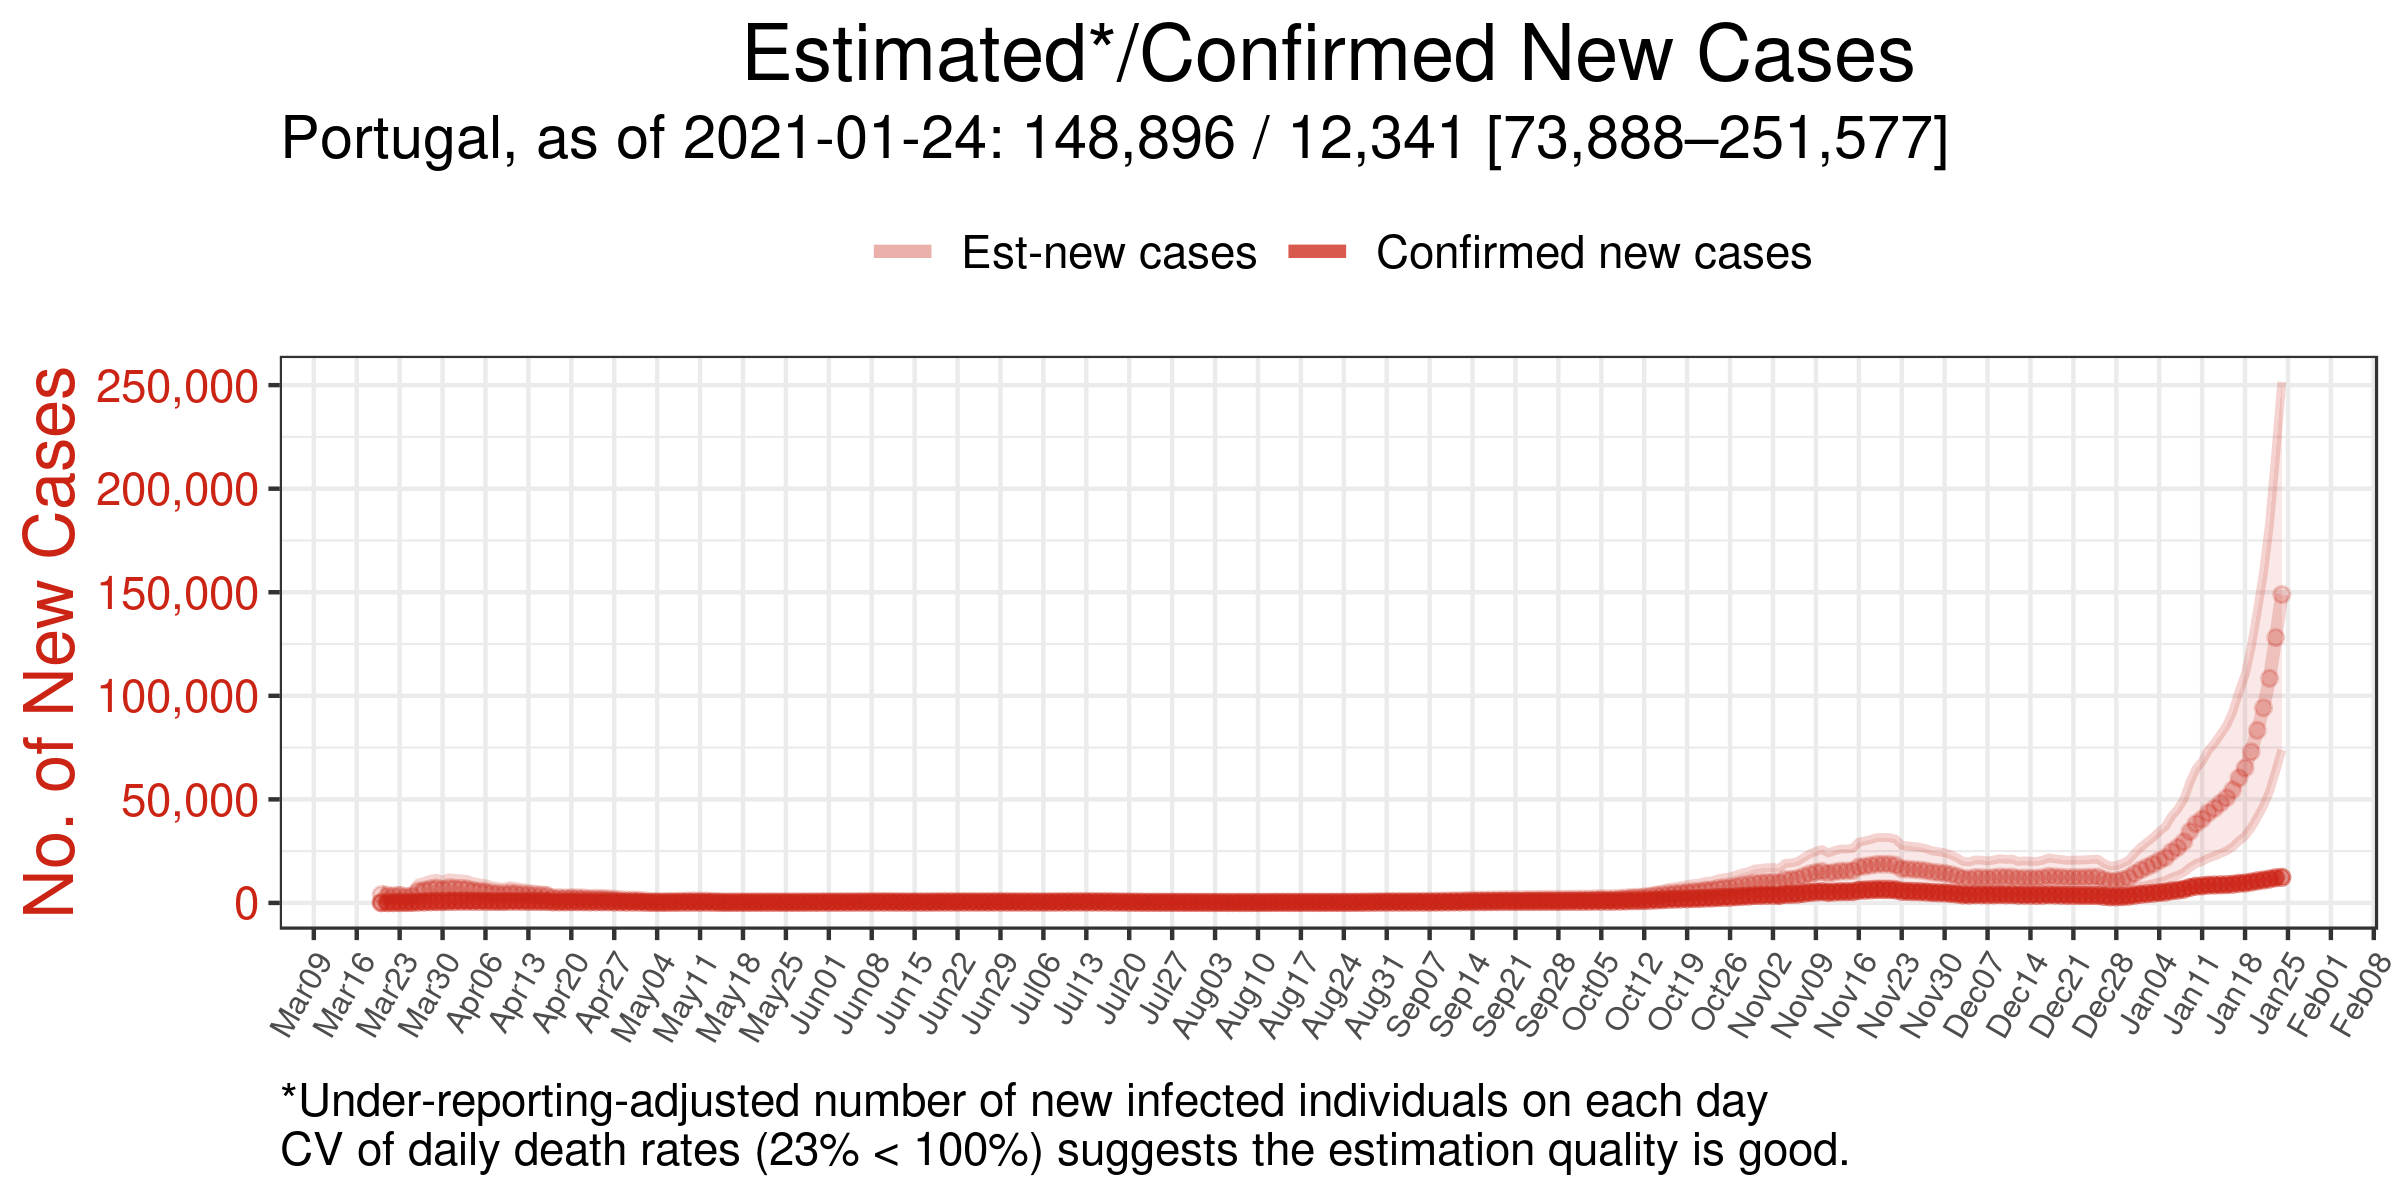 Estimated*/Confirmed New Cases
Portugal, as of 2021-01-24: 148,896 / 12,341 [73,888–251,577]
Est-new cases Confirmed new cases
No. of New Cases
250,000
200,000
150,000
100,000
50,000
0
Mar09 Mar16 Mar23 Mar30 Apr06 Apr13 Apr20 Apr27 May04 May11 May18 May25 Jun01 Jun08 Jun15 Jun22 Jun29 Jul06 Jul13 Jul20 Jul27 Aug03 Aug10 Aug17 Aug24 Aug31 Sep07 Sep14 Sep21 Sep28 Oct05 Oct12 Oct19 Oct26 Nov02 Nov09 Nov16 Nov23 Nov30 Dec07 Dec14 Dec21 Dec28 Jan04 Jan11 Jan18 Jan25 Feb01 Feb08
*Under-reporting-adjusted number of new infected individuals on each day
CV of daily death rates (23% < 100%) suggests the estimation quality is good.